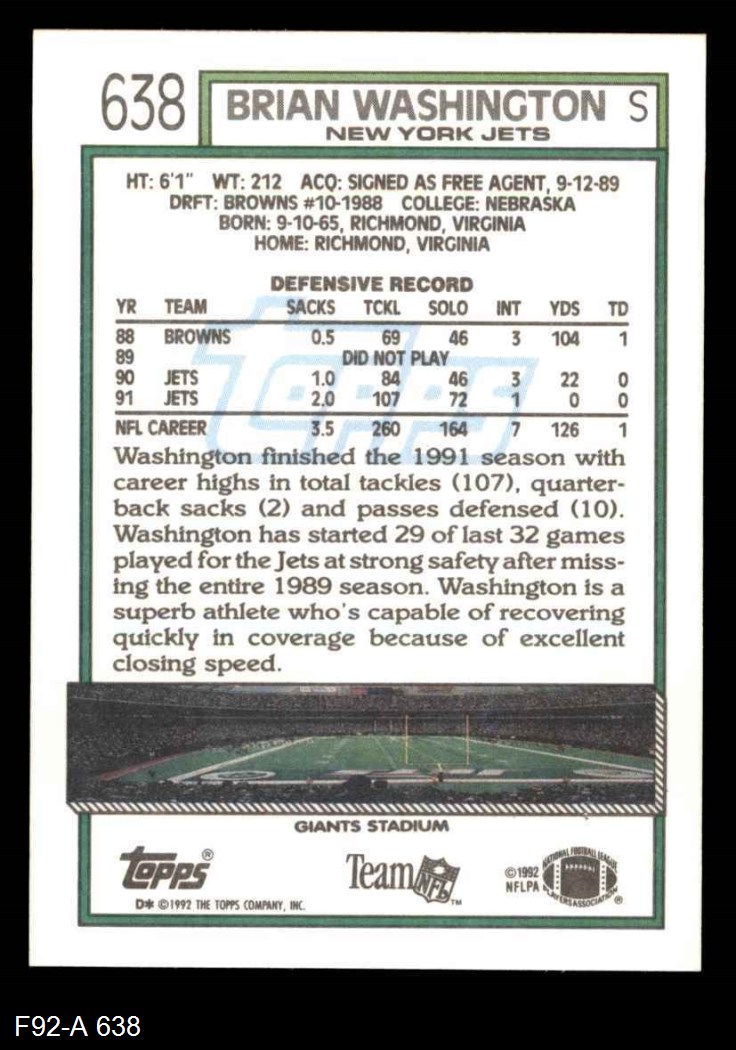 638 BRIAN WASHINGTON S
NEW YORK JETS
HT: 6'1" WT: 212 ACQ: SIGNED AS FREE AGENT, 9-12-89
DRFT: BROWNS #10-1988 COLLEGE: NEBRASKA
BORN: 9-10-65, RICHMOND, VIRGINIA
HOME: RICHMOND, VIRGINIA
DEFENSIVE RECORD
YR TEAM SACKS TCKL SOLO INT YDS TD
88 BROWNS 0.5 69 46 3 104 1
89 DID NOT PLAY
90 JETS 1.0 84 46 3 22 0
91 JETS 2.0 107 72 1 0 0
NFL CAREER 3.5 260 164 7 126 1
Topps
Washington finished the 1991 season with
career highs in total tackles (107), quarter-
back sacks (2) and passes defensed (10).
Washington has started 29 of last 32 games
played for the Jets at strong safety after miss-
ing the entire 1989 season. Washington is a
superb athlete who's capable of recovering
quickly in coverage because of excellent
closing speed.
GIANTS STADIUM
Topps®
D* ©1992 THE TOPPS COMPANY, INC.
Team NFL™
©1992
NFLPA
NATIONAL FOOTBALL LEAGUE
PLAYERS ASSOCIATION®
F92-A 638